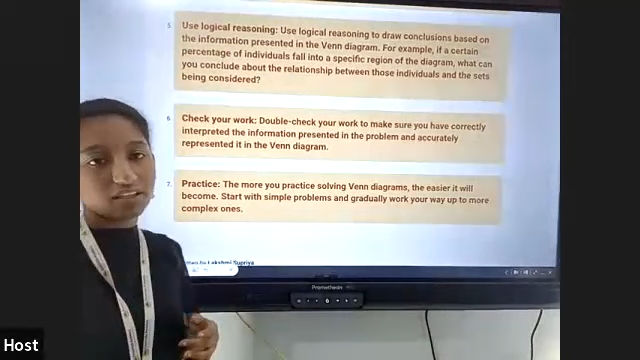 5. Use logical reasoning: Use logical reasoning to draw conclusions based on
the information presented in the Venn diagram. For example, if a certain
percentage of individuals fall into a specific region of the diagram, what can
you conclude about the relationship between those individuals and the sets
being considered?
6. Check your work: Double-check your work to make sure you have correctly
interpreted the information presented in the problem and accurately
represented it in the Venn diagram.
7. Practice: The more you practice solving Venn diagrams, the easier it will
become. Start with simple problems and gradually work your way up to more
complex ones.
by Lakshmi Supriya
Promethean
Host